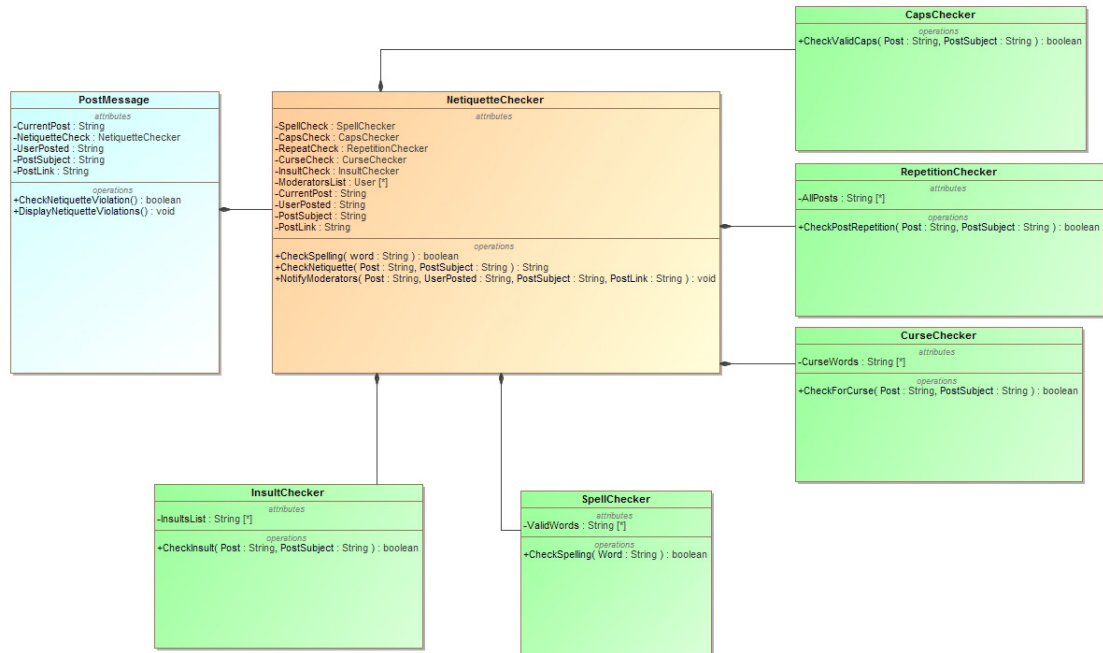 PostMessage
attributes
-CurrentPost : String
-NetiquetteCheck : NetiquetteChecker
-UserPosted : String
-PostSubject : String
-PostLink : String
operations
+CheckNetiquetteViolation() : boolean
+DisplayNetiquetteViolations() : void
NetiquetteChecker
attributes
-SpellCheck : SpellChecker
-CapsCheck : CapsChecker
-RepeatCheck : RepetitionChecker
-CurseCheck : CurseChecker
-InsultCheck : InsultChecker
-ModeratorsList : User [*]
-CurrentPost : String
-UserPosted : String
-PostSubject : String
-PostLink : String
operations
+CheckSpelling( word : String ) : boolean
+CheckNetiquette( Post : String, PostSubject : String ) : String
+NotifyModerators( Post : String, UserPosted : String, PostSubject : String, PostLink : String ) : void
CapsChecker
operations
+CheckValidCaps( Post : String, PostSubject : String ) : boolean
RepetitionChecker
attributes
-AllPosts : String [*]
operations
+CheckPostRepetition( Post : String, PostSubject : String ) : boolean
CurseChecker
attributes
-CurseWords : String [*]
operations
+CheckForCurse( Post : String, PostSubject : String ) : boolean
InsultChecker
attributes
-InsultsList : String [*]
operations
+CheckInsult( Post : String, PostSubject : String ) : boolean
SpellChecker
attributes
-ValidWords : String [*]
operations
+CheckSpelling( Word : String ) : boolean